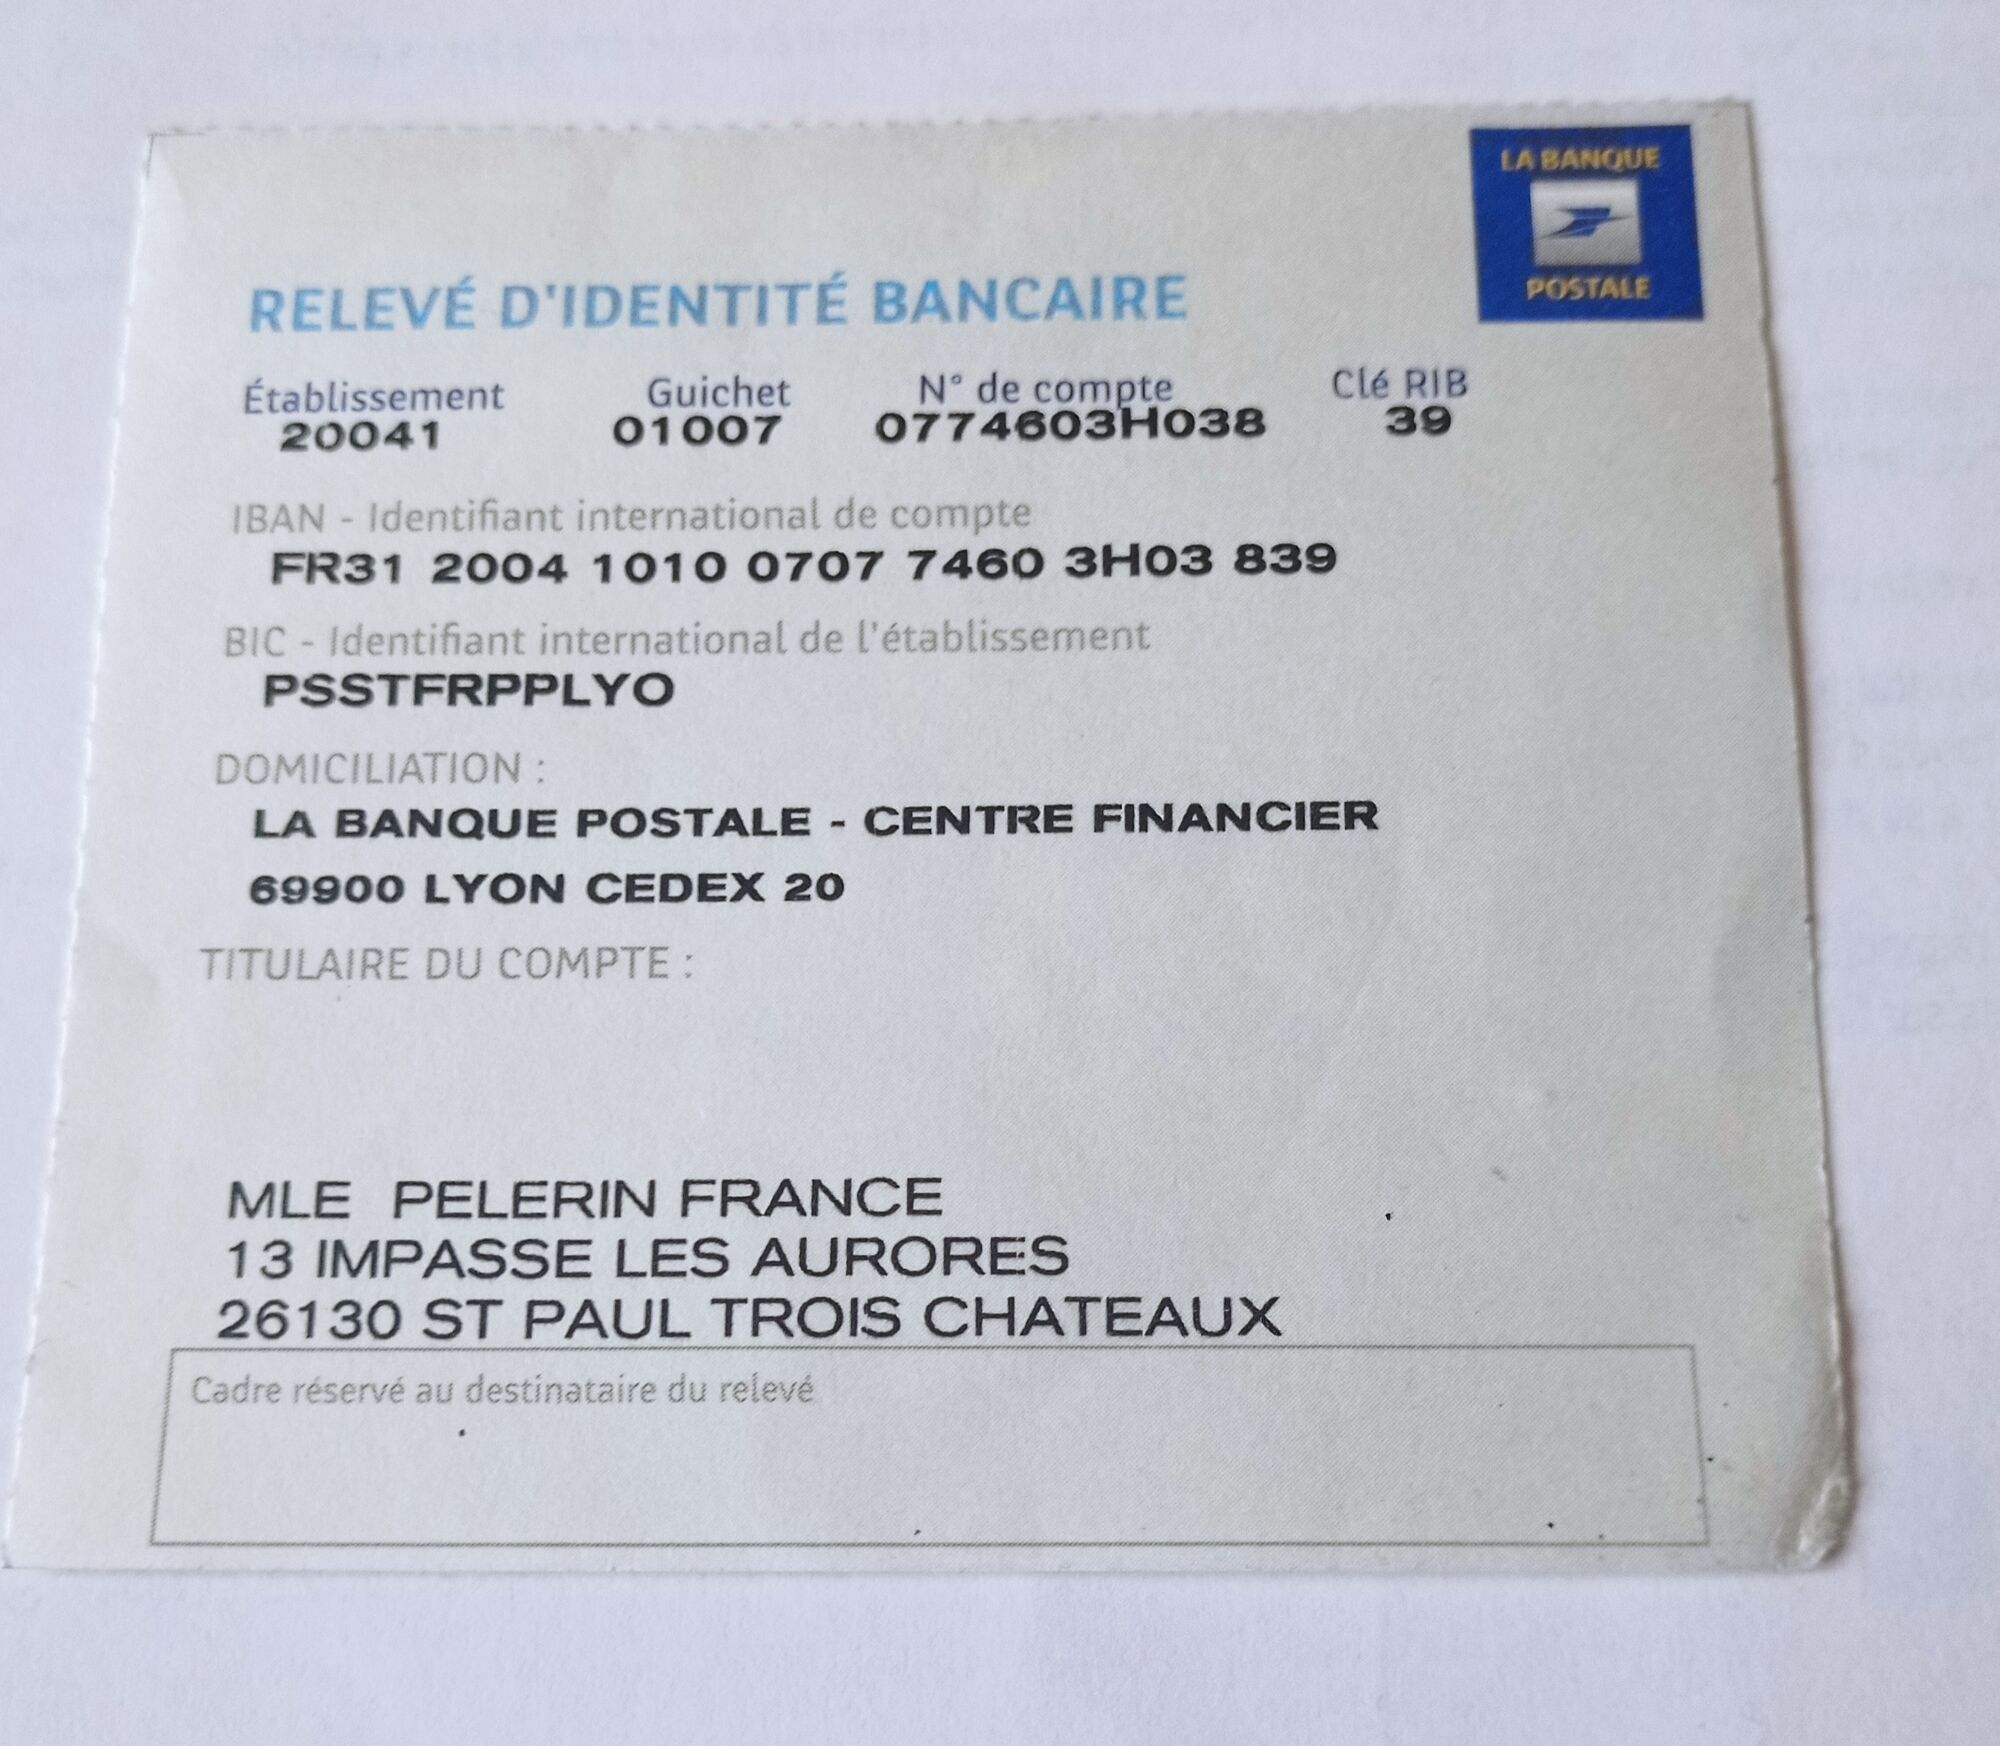 LA BANQUE
POSTALE
RELEVÉ D'IDENTITÉ BANCAIRE
Établissement Guichet N° de compte Clé RIB
20041 01007 0774603H038 39
IBAN - Identifiant international de compte
FR31 2004 1010 0707 7460 3H03 839
BIC - Identifiant international de l'établissement
PSSTFRPPLYO
DOMICILIATION :
LA BANQUE POSTALE - CENTRE FINANCIER
69900 LYON CEDEX 20
TITULAIRE DU COMPTE :
MLE PELERIN FRANCE
13 IMPASSE LES AURORES
26130 ST PAUL TROIS CHATEAUX
Cadre réservé au destinataire du relevé